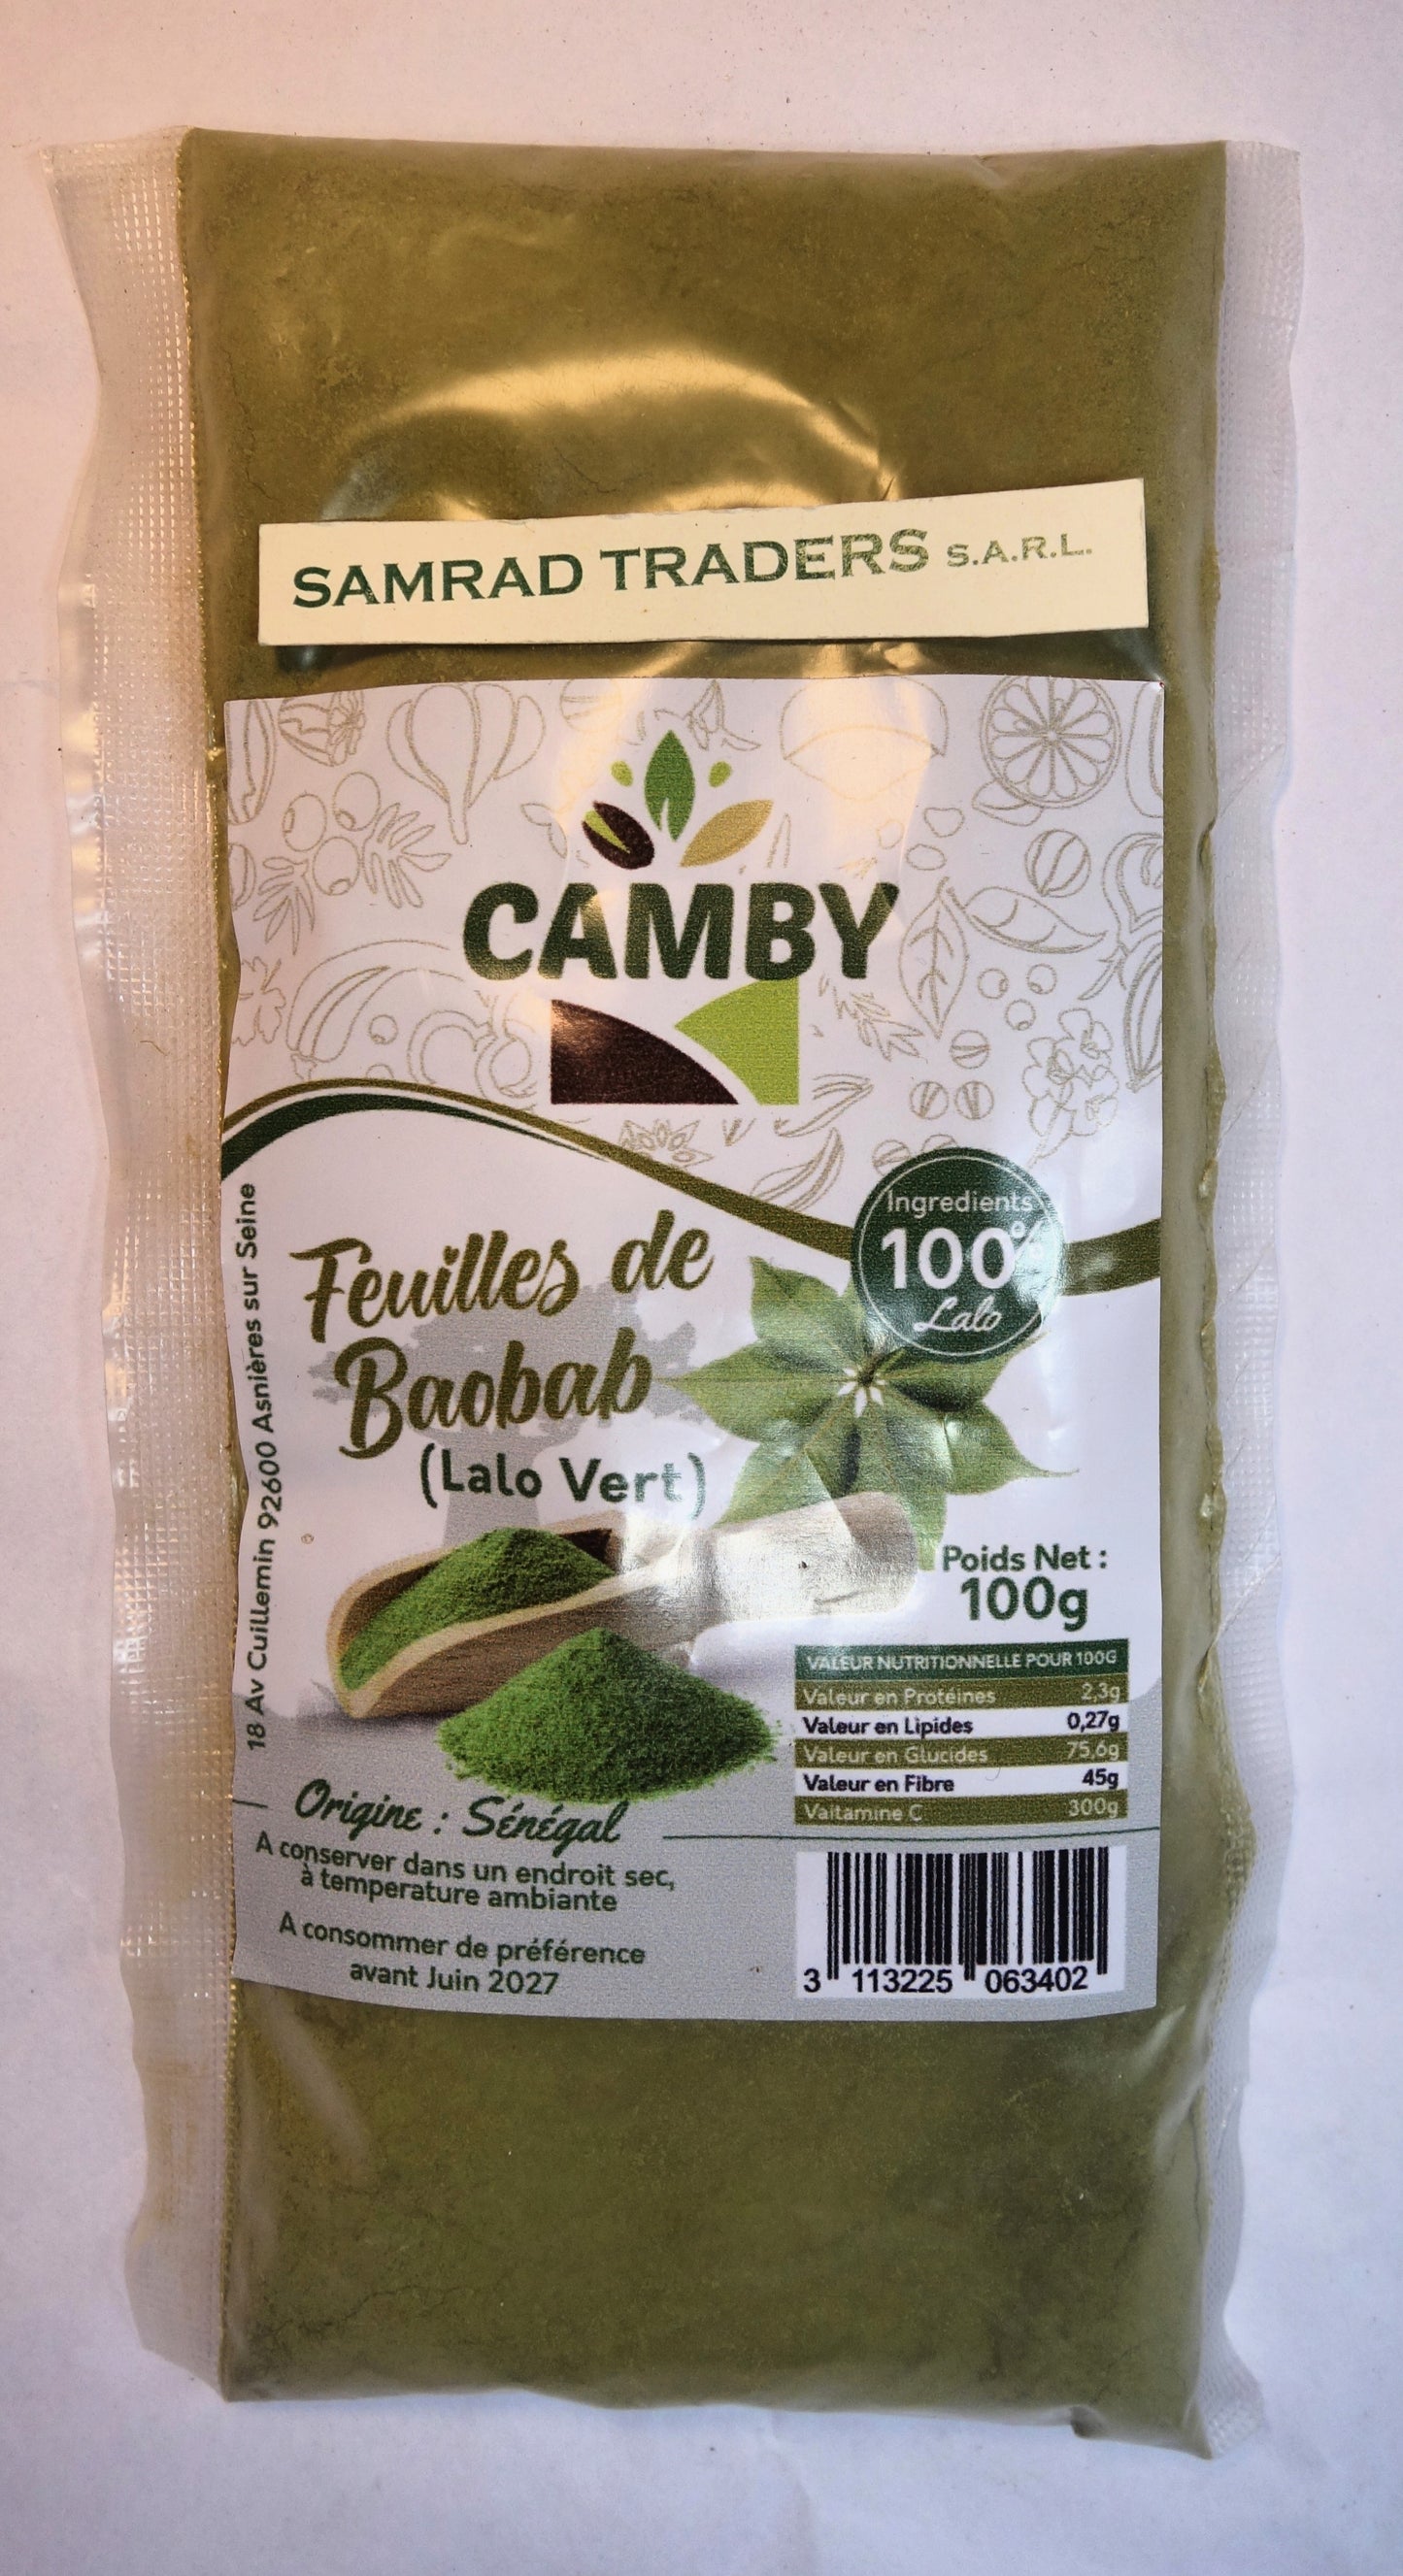 SAMRAD TRADERS S.A.R.L.
CAMBY
Ingredients
100%
Lalo
Feuilles de
Baobab
(Lalo Vert)
18 Av Cuillemin 92600 Asnières sur Seine
Poids Net :
100g
VALEUR NUTRITIONNELLE POUR 100G
Valeur en Protéines 2,3g
Valeur en Lipides 0,27g
Valeur en Glucides 75,6g
Valeur en Fibre 45g
Vaitamine C 300g
Origine : Sénégal
A conserver dans un endroit sec,
à temperature ambiante
A consommer de préférence
avant Juin 2027
3 113225 063402